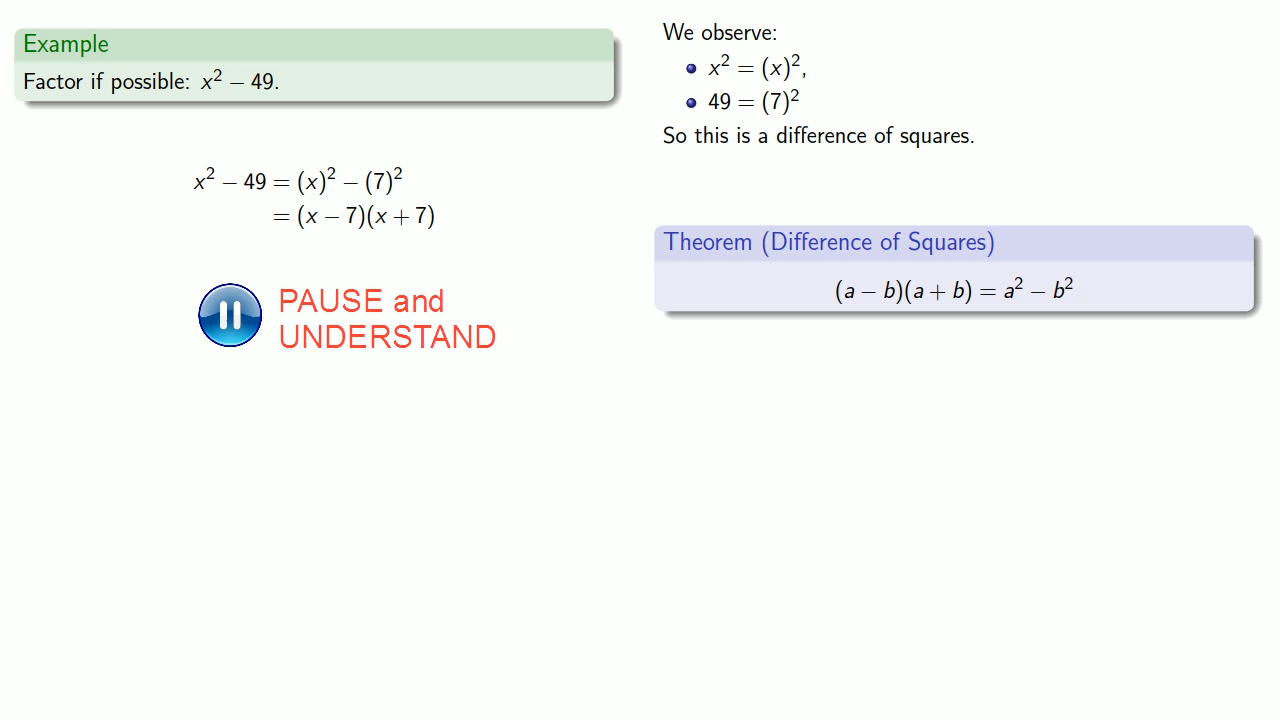 Example
Factor if possible: x² − 49.
x² − 49 = (x)² − (7)²
= (x − 7)(x + 7)
PAUSE and
UNDERSTAND
We observe:
• x² = (x)²,
• 49 = (7)²
So this is a difference of squares.
Theorem (Difference of Squares)
(a − b)(a + b) = a² − b²